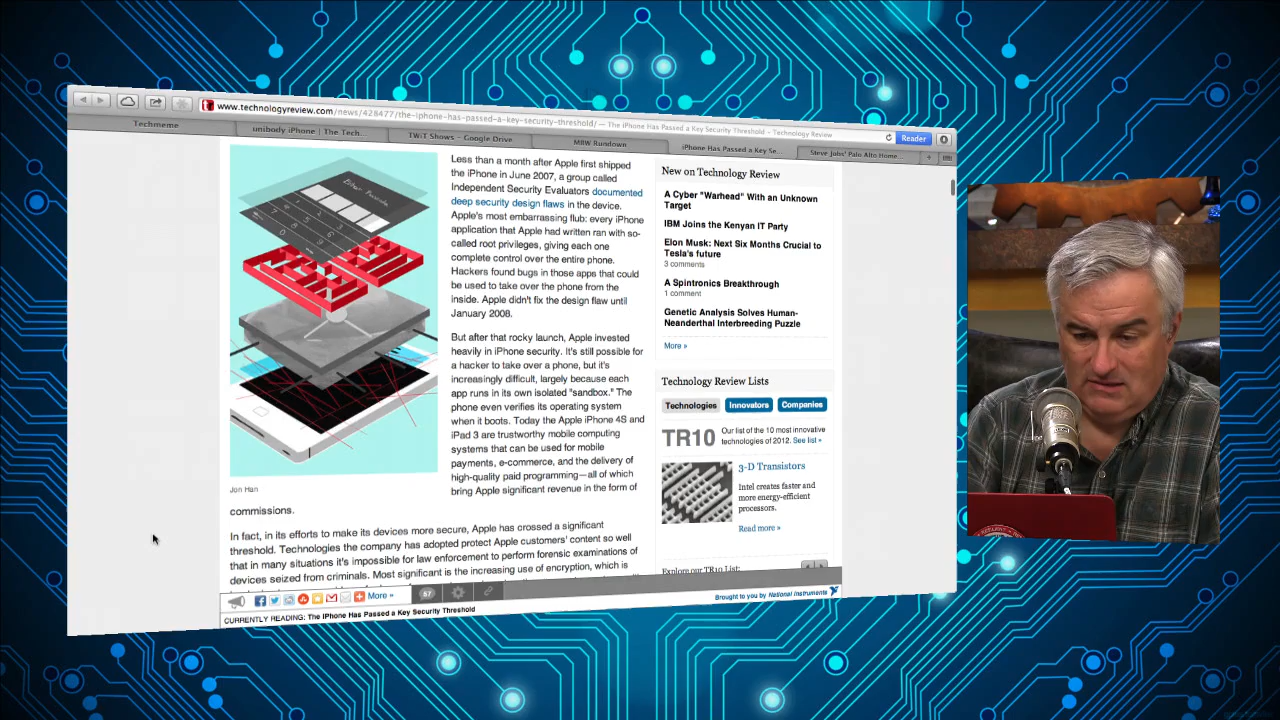 www.technologyreview.com/news/428477/the-iphone-has-passed-a-key-security-threshold/ — The iPhone Has Passed a Key Security Threshold - Technology Review
Reader
Techmeme
unibody iPhone | The Tech...
TWiT Shows – Google Drive
MBW Rundown
iPhone Has Passed a Key Se...
Steve Jobs' Palo Alto Home...
Less than a month after Apple first shipped
the iPhone in June 2007, a group called
Independent Security Evaluators documented
deep security design flaws in the device.
Apple's most embarrassing flub: every iPhone
application that Apple had written ran with so-
called root privileges, giving each one
complete control over the entire phone.
Hackers found bugs in those apps that could
be used to take over the phone from the
inside. Apple didn't fix the design flaw until
January 2008.
But after that rocky launch, Apple invested
heavily in iPhone security. It's still possible for
a hacker to take over a phone, but it's
increasingly difficult, largely because each
app runs in its own isolated "sandbox." The
phone even verifies its operating system
when it boots. Today the Apple iPhone 4S and
iPad 3 are trustworthy mobile computing
systems that can be used for mobile
payments, e-commerce, and the delivery of
high-quality paid programming—all of which
bring Apple significant revenue in the form of
commissions.
Jon Han
In fact, in its efforts to make its devices more secure, Apple has crossed a significant
threshold. Technologies the company has adopted protect Apple customers' content so well
that in many situations it's impossible for law enforcement to perform forensic examinations of
devices seized from criminals. Most significant is the increasing use of encryption, which is
New on Technology Review
A Cyber "Warhead" With an Unknown
Target
IBM Joins the Kenyan IT Party
Elon Musk: Next Six Months Crucial to
Tesla's future
3 comments
A Spintronics Breakthrough
1 comment
Genetic Analysis Solves Human-
Neanderthal Interbreeding Puzzle
More »
Technology Review Lists
Technologies
Innovators
Companies
TR10
Our list of the 10 most innovative
technologies of 2012. See list »
3-D Transistors
Intel creates faster and
more energy-efficient
processors.
Read more »
Explore our TR10 List:
More »
67
Brought to you by National Instruments
CURRENTLY READING: The iPhone Has Passed a Key Security Threshold